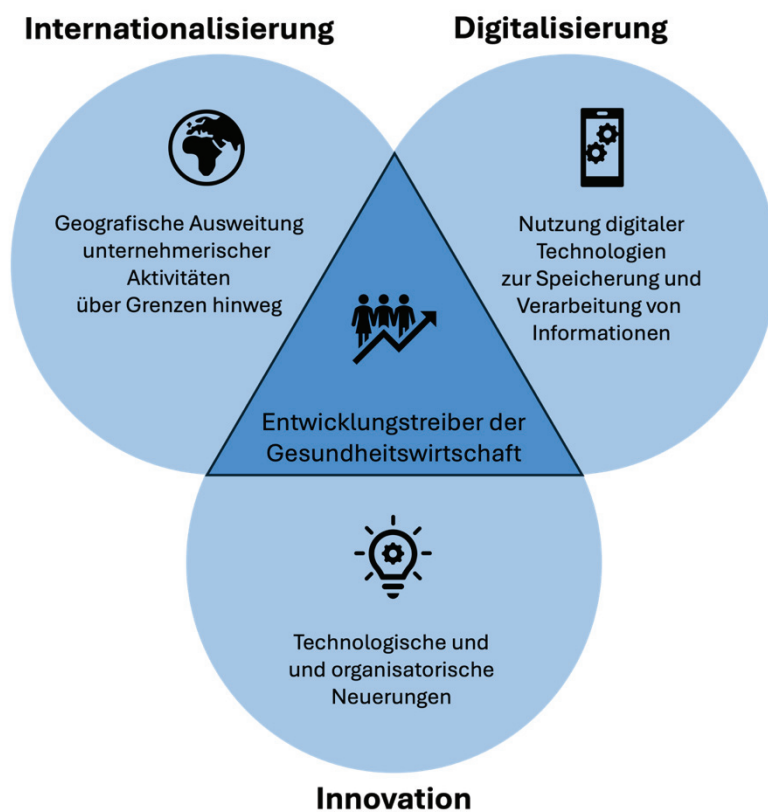 Internationalisierung
Digitalisierung
Geografische Ausweitung
unternehmerischer
Aktivitäten
über Grenzen hinweg
Nutzung digitaler
Technologien
zur Speicherung und
Verarbeitung von
Informationen
Entwicklungstreiber der
Gesundheitswirtschaft
Technologische und
und organisatorische
Neuerungen
Innovation